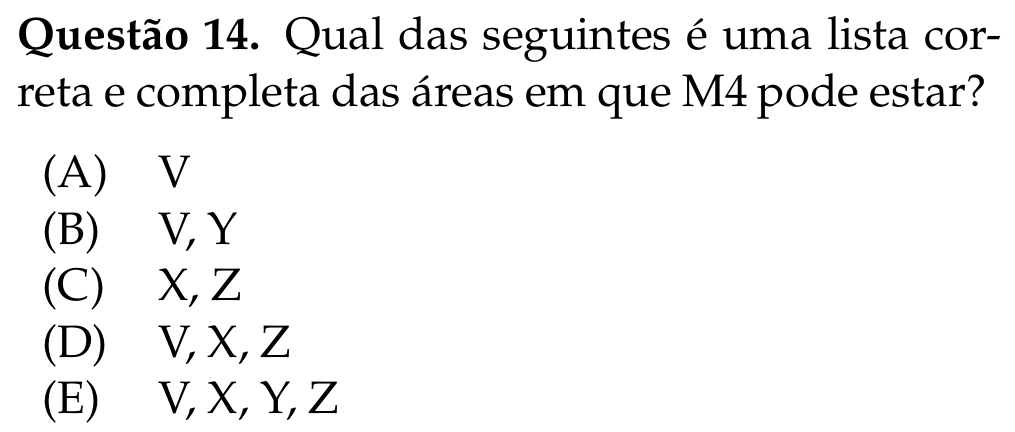 Questão 14. Qual das seguintes é uma lista cor-
reta e completa das áreas em que M4 pode estar?
(A) V
(B) V, Y
(C) X, Z
(D) V, X, Z
(E) V, X, Y, Z